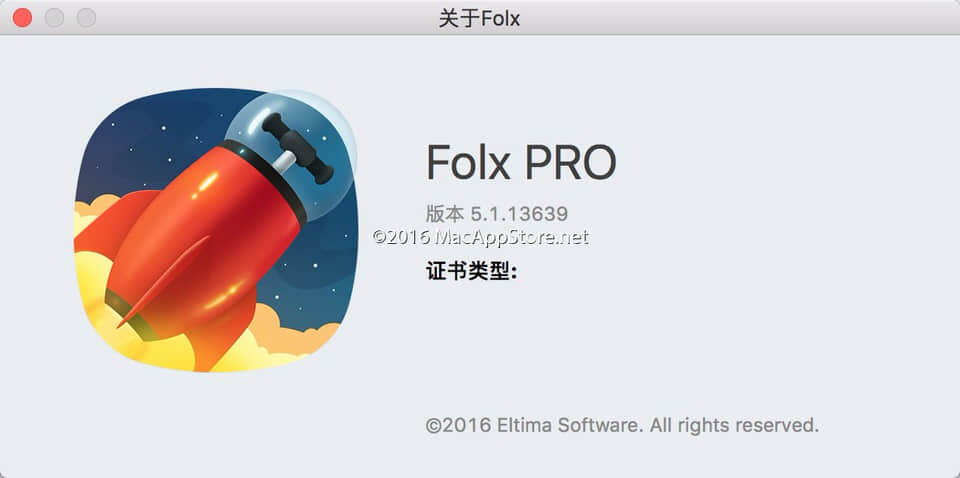 关于Folx
Folx PRO
版本 5.1.13639
©2016 MacAppStore.net
证书类型:
©2016 Eltima Software. All rights reserved.